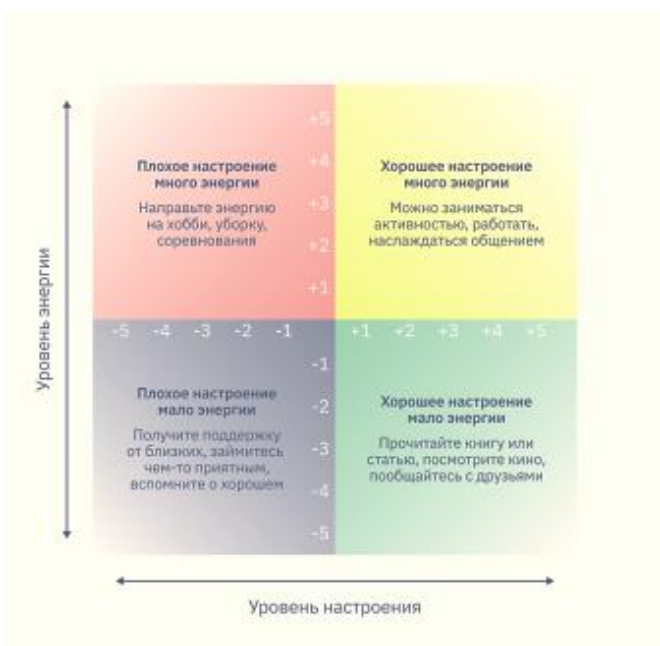 +5
Плохое настроение
много энергии
+4
Направьте энергию
на хобби, уборку,
соревнования
+3
+2
+1
Хорошее настроение
много энергии
Можно заниматься
активностью, работать,
наслаждаться общением
Уровень энергии
-5 -4 -3 -2 -1 +1 +2 +3 +4 +5
Плохое настроение
мало энергии
Получите поддержку
от близких, займитесь
чем-то приятным,
вспомните о хорошем
-1
-2
-3
-4
-5
Хорошее настроение
мало энергии
Прочитайте книгу или
статью, посмотрите кино,
пообщайтесь с друзьями
Уровень настроения